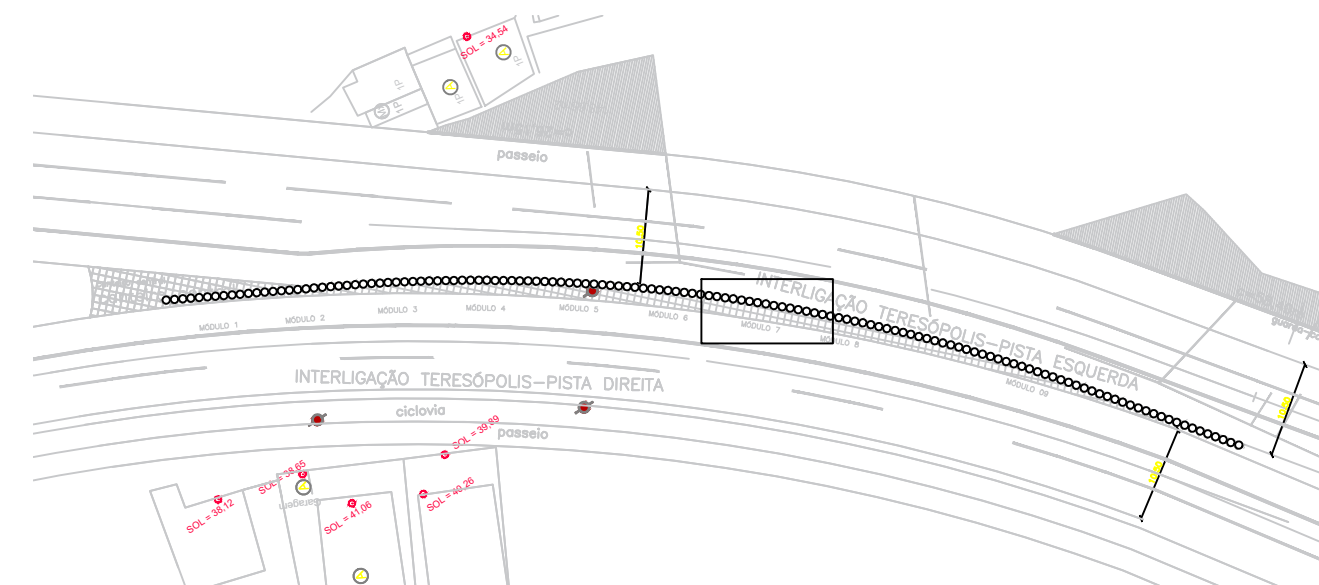 SOL = 34,54
1P
1P
1P
1P
M
passeio
INTERLIGAÇÃO TERESÓPOLIS-PISTA ESQUERDA
MÓDULO 1
MÓDULO 2
MÓDULO 3
MÓDULO 4
MÓDULO 5
MÓDULO 6
MÓDULO 7
MÓDULO 8
MÓDULO 09
INTERLIGAÇÃO TERESÓPOLIS-PISTA DIREITA
ciclovia
passeio
SOL = 39,89
SOL = 38,65
SOL = 38,12
garagem
SOL = 41,06
SOL = 40,26